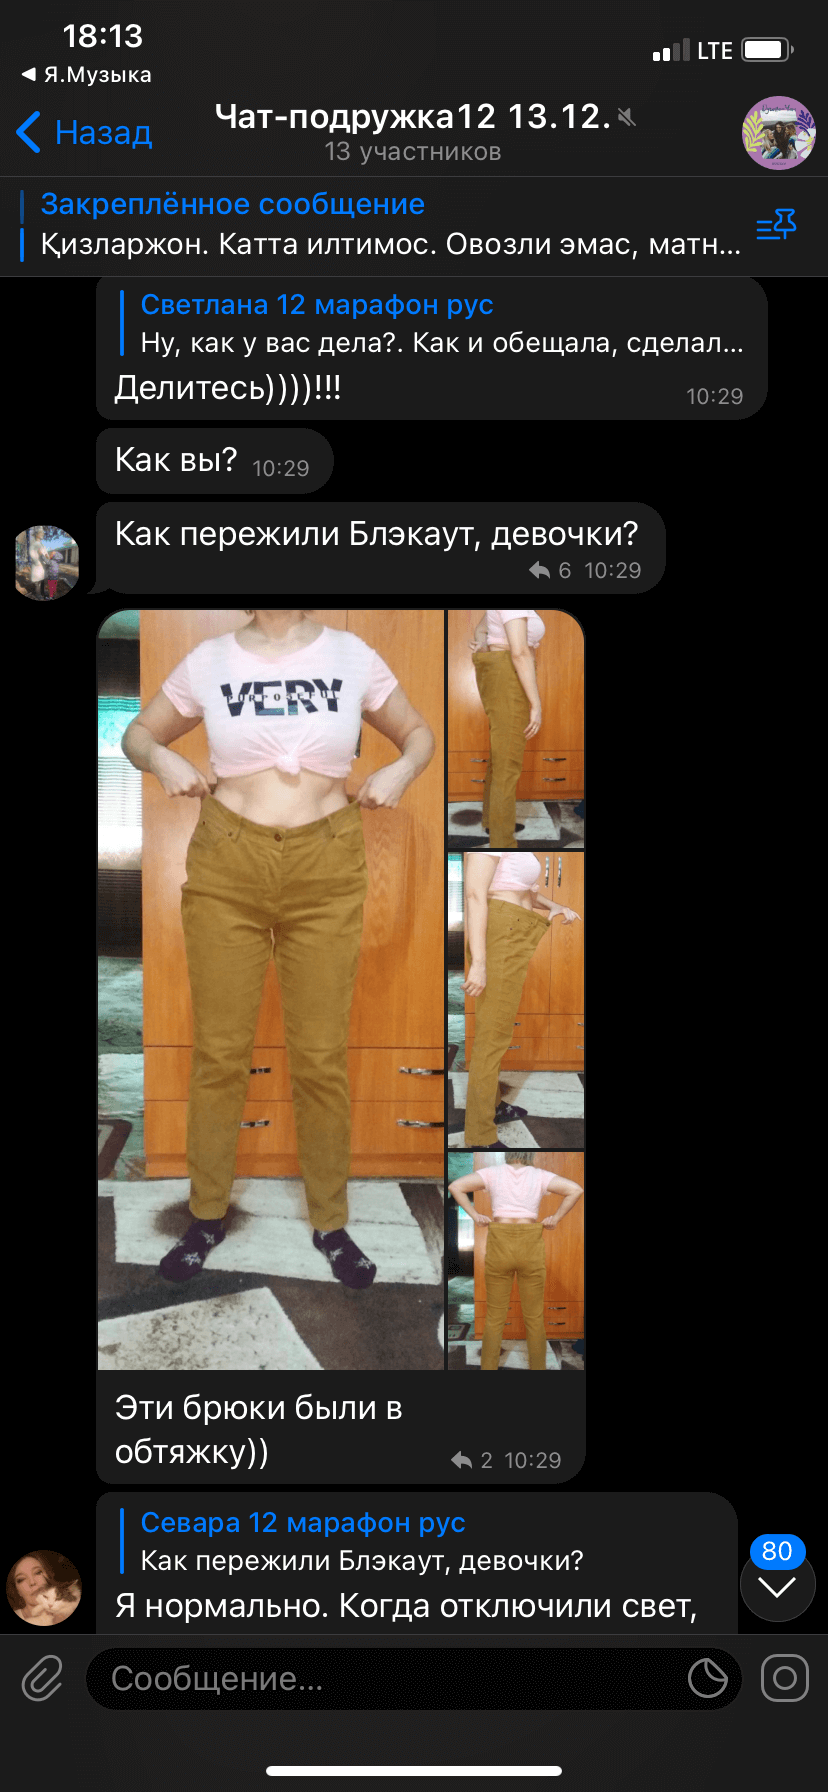 18:13
LTE
Я.Музыка
Назад
Чат-подружка12 13.12.
13 участников
Закреплённое сообщение
Қизларжон. Катта илтимос. Овозли эмас, матн...
Светлана 12 марафон рус
Ну, как у вас дела?. Как и обещала, сделал...
Делитесь))))!!!
10:29
Как вы?
10:29
Как пережили Блэкаут, девочки?
6 10:29
VERY
PURPOSEFUL
Эти брюки были в
обтяжку))
2 10:29
Севара 12 марафон рус
Как пережили Блэкаут, девочки?
Я нормально. Когда отключили свет,
80
Сообщение...